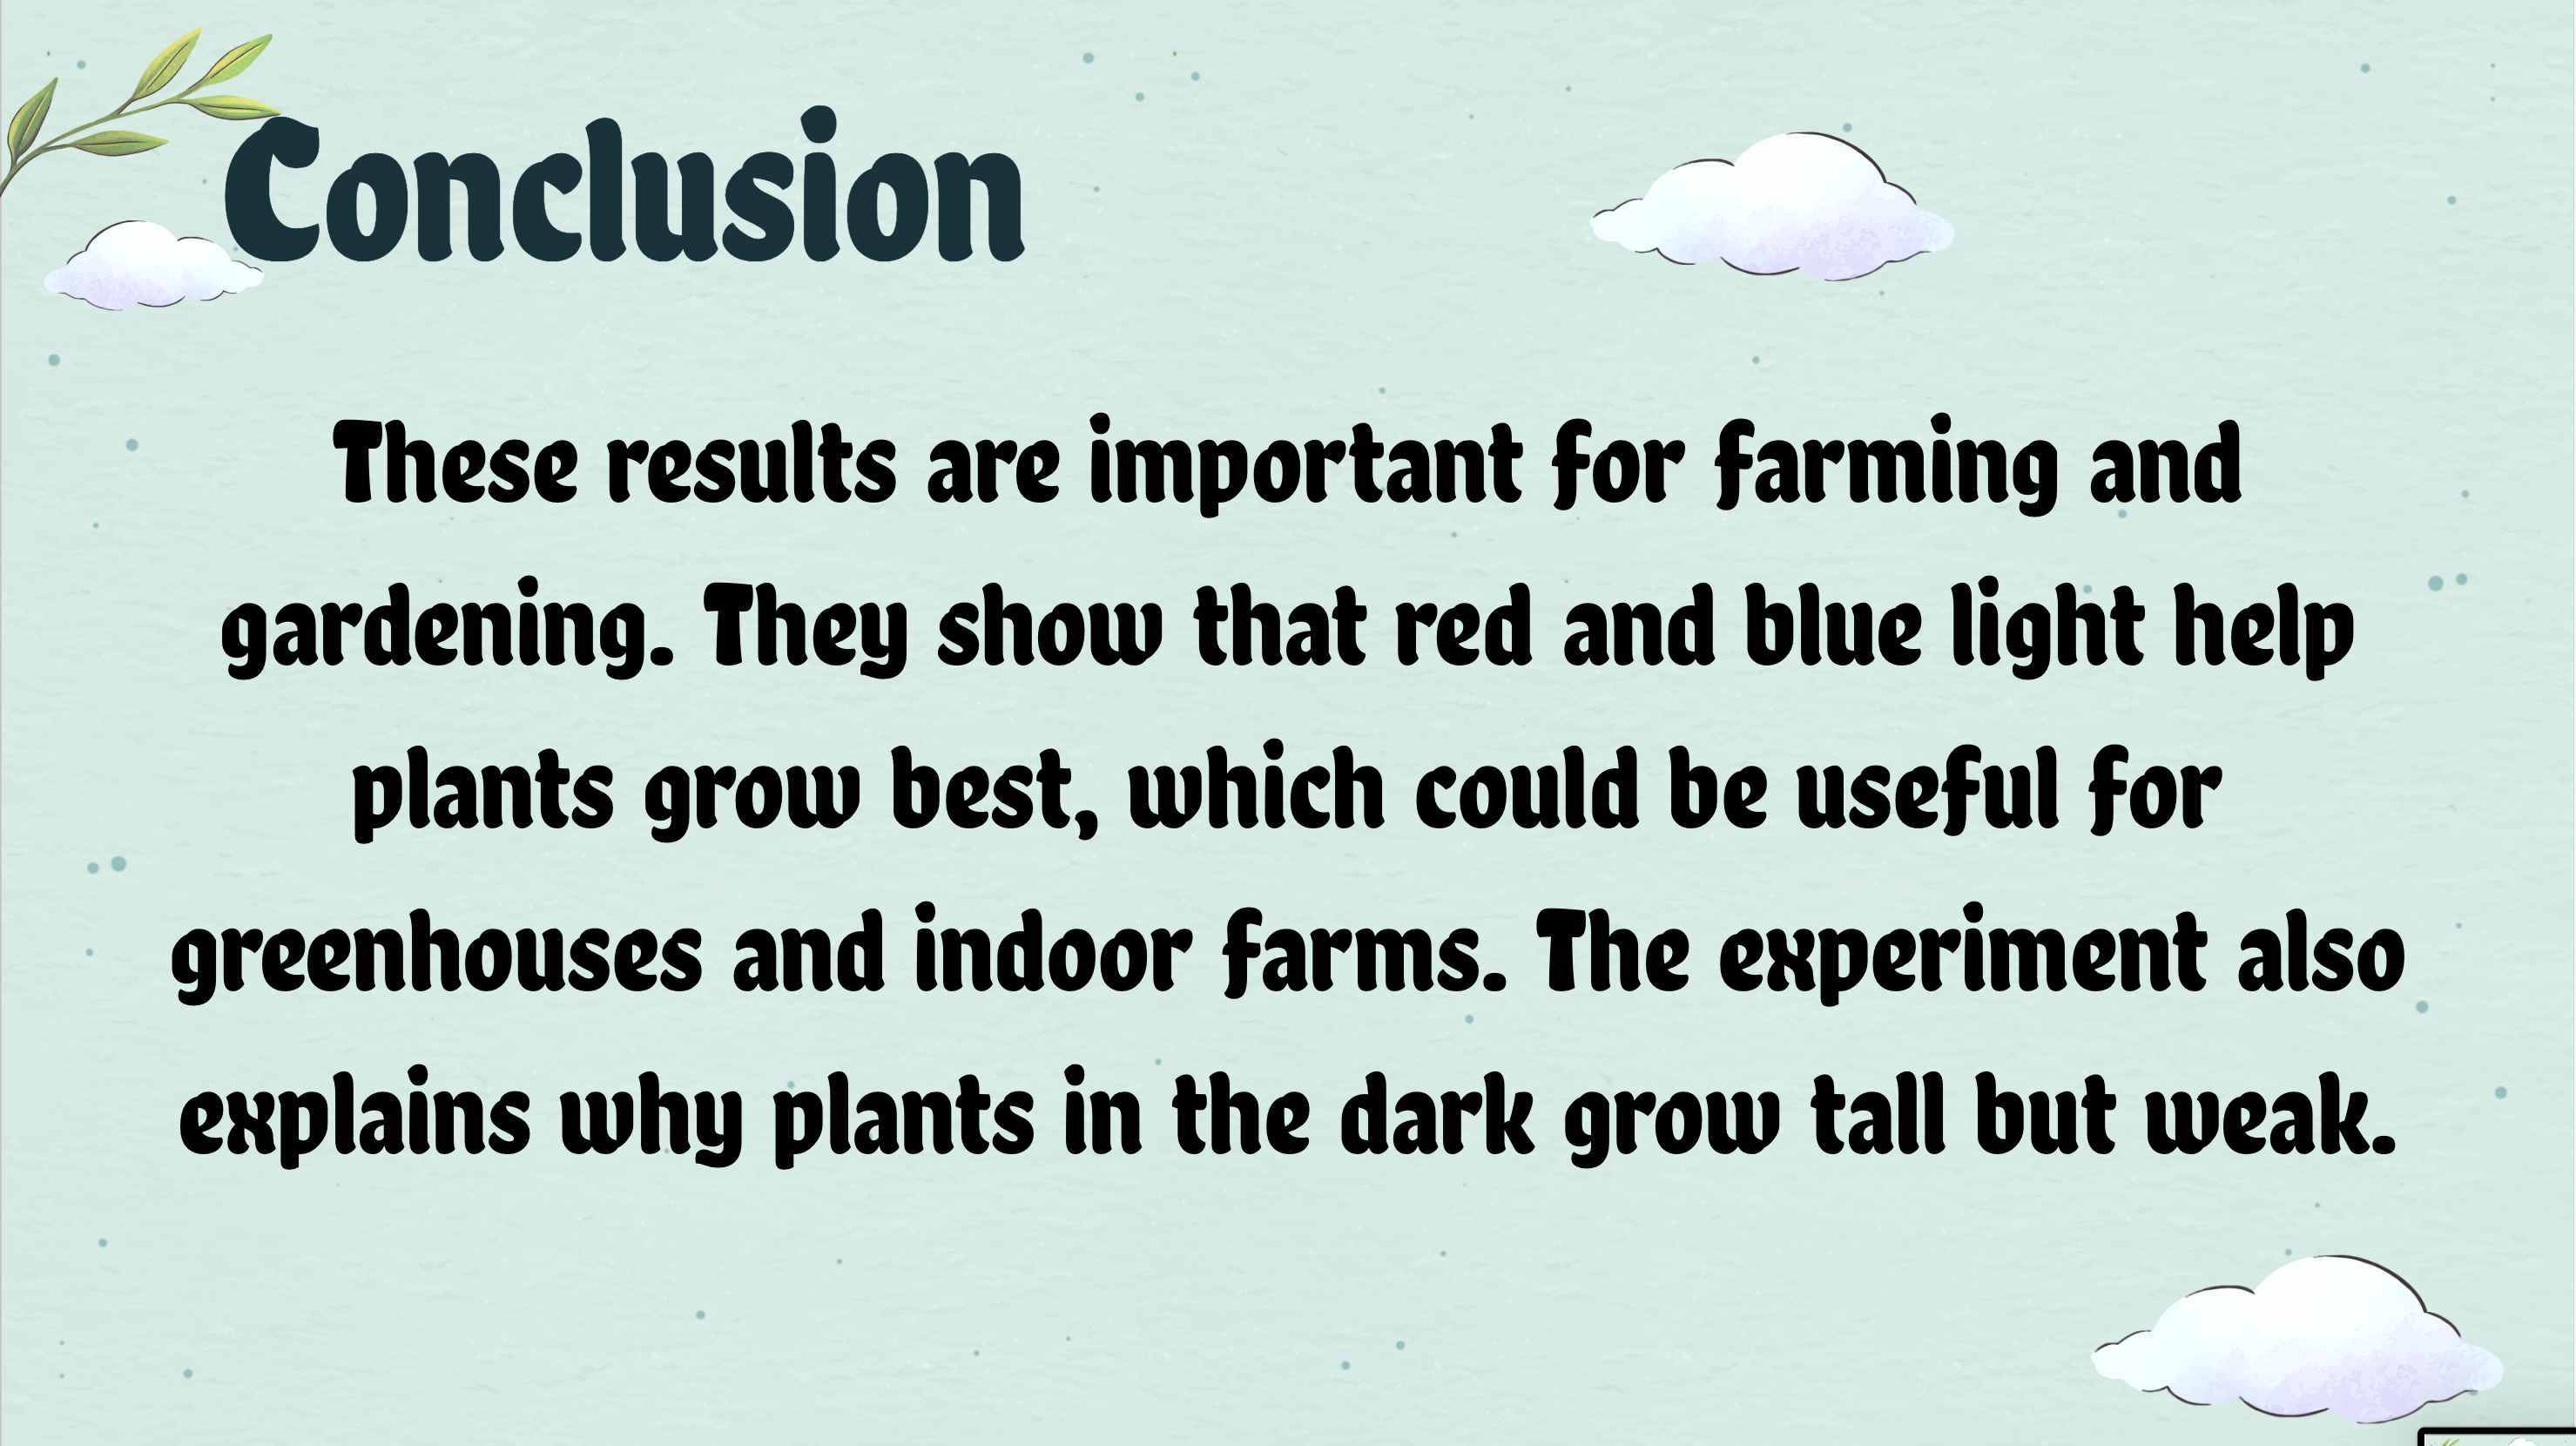 Conclusion
These results are important for farming and
gardening. They show that red and blue light help
plants grow best, which could be useful for
greenhouses and indoor farms. The experiment also
explains why plants in the dark grow tall but weak.